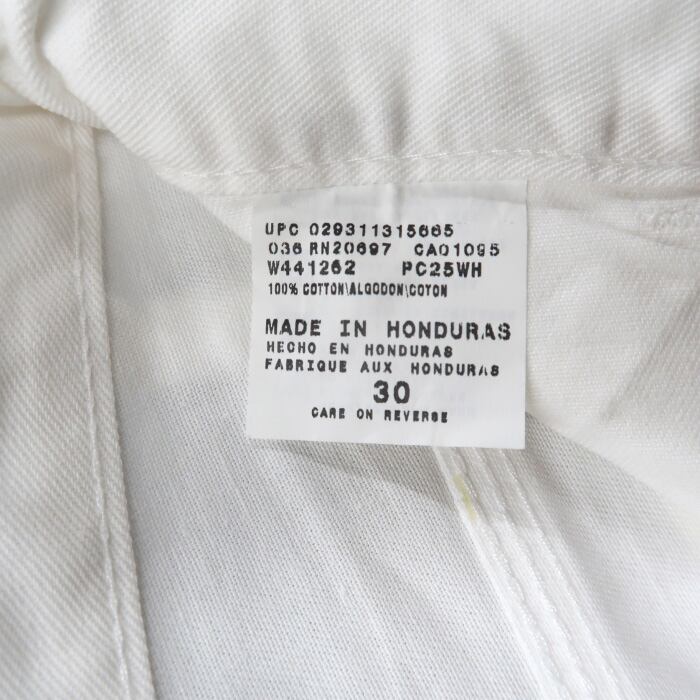 UPC 029311315665
036 RN20697 CA01095
W441262 PC25WH
100% COTTON\ALGODON\COTON
MADE IN HONDURAS
HECHO EN HONDURAS
FABRIQUE AUX HONDURAS
30
CARE ON REVERSE